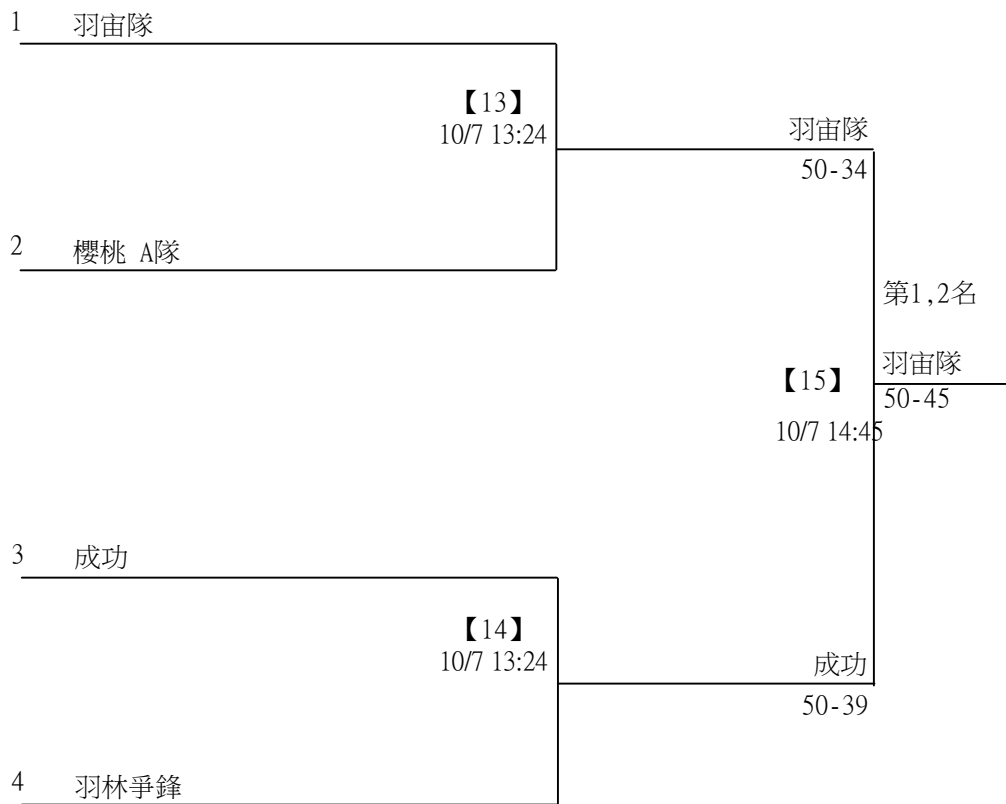 1 羽宙隊
【13】
10/7 13:24
羽宙隊
50-34
2 櫻桃 A隊
第1,2名
羽宙隊
【15】
50-45
10/7 14:45
3 成功
【14】
10/7 13:24
成功
50-39
4 羽林爭鋒